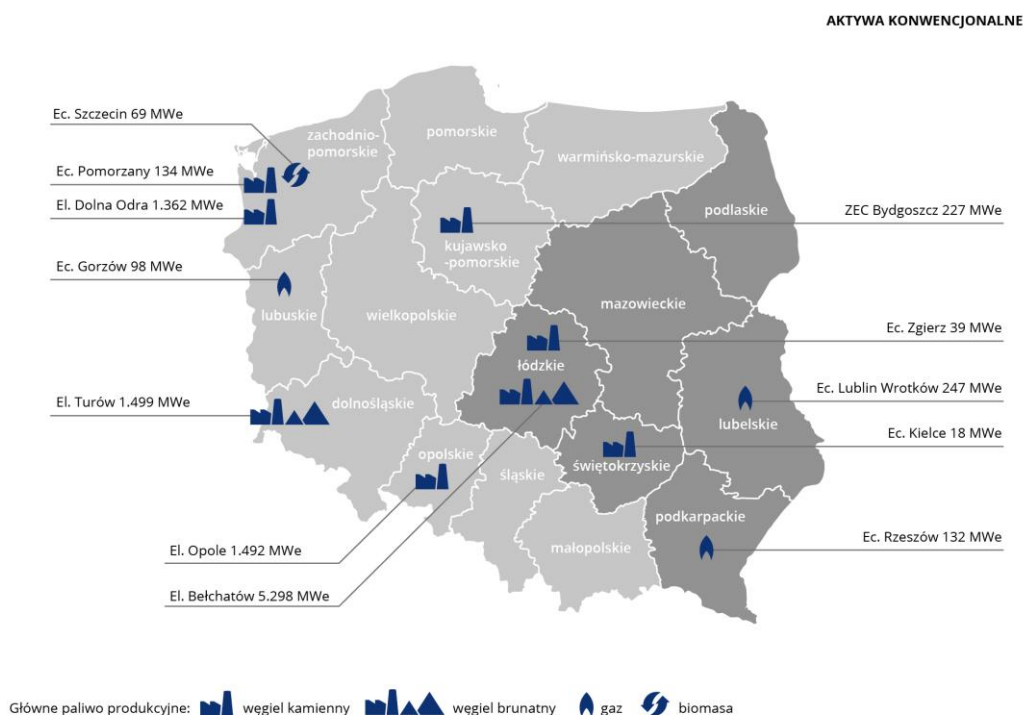 AKTYWA KONWENCJONALNE
Ec. Szczecin 69 MWe
Ec. Pomorzany 134 MWe
El. Dolna Odra 1.362 MWe
Ec. Gorzów 98 MWe
El. Turów 1.499 MWe
El. Opole 1.492 MWe
El. Bełchatów 5.298 MWe
zachodnio-
pomorskie
pomorskie
warmińsko-mazurskie
podlaskie
kujawsko
-pomorskie
mazowieckie
lubuskie
wielkopolskie
łódzkie
dolnośląskie
lubelskie
opolskie
śląskie
świętokrzyskie
podkarpackie
małopolskie
ZEC Bydgoszcz 227 MWe
Ec. Zgierz 39 MWe
Ec. Lublin Wrotków 247 MWe
Ec. Kielce 18 MWe
Ec. Rzeszów 132 MWe
Główne paliwo produkcyjne: węgiel kamienny węgiel brunatny gaz biomasa